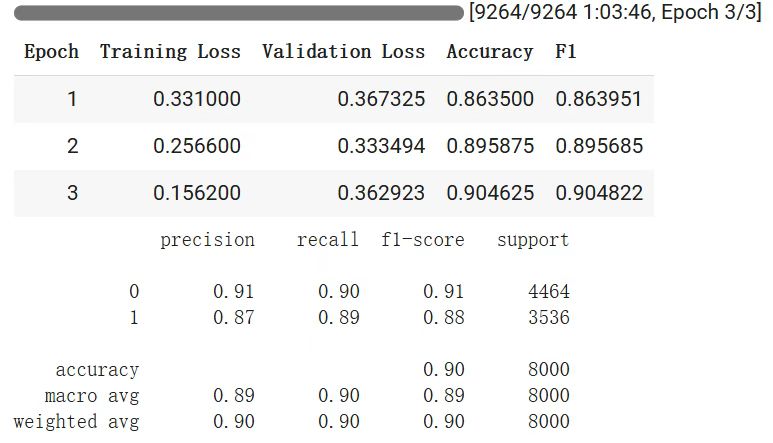 [9264/9264 1:03:46, Epoch 3/3]
Epoch Training Loss Validation Loss Accuracy F1
1 0.331000 0.367325 0.863500 0.863951
2 0.256600 0.333494 0.895875 0.895685
3 0.156200 0.362923 0.904625 0.904822
precision recall f1-score support
0 0.91 0.90 0.91 4464
1 0.87 0.89 0.88 3536
accuracy 0.90 8000
macro avg 0.89 0.90 0.89 8000
weighted avg 0.90 0.90 0.90 8000